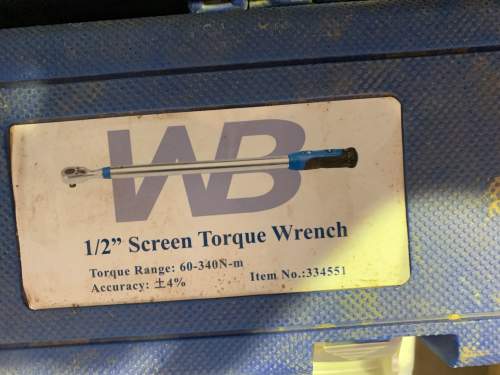 WB
1/2” Screen Torque Wrench
Torque Range: 60-340N-m
Accuracy: ±4%
Item No.:334551